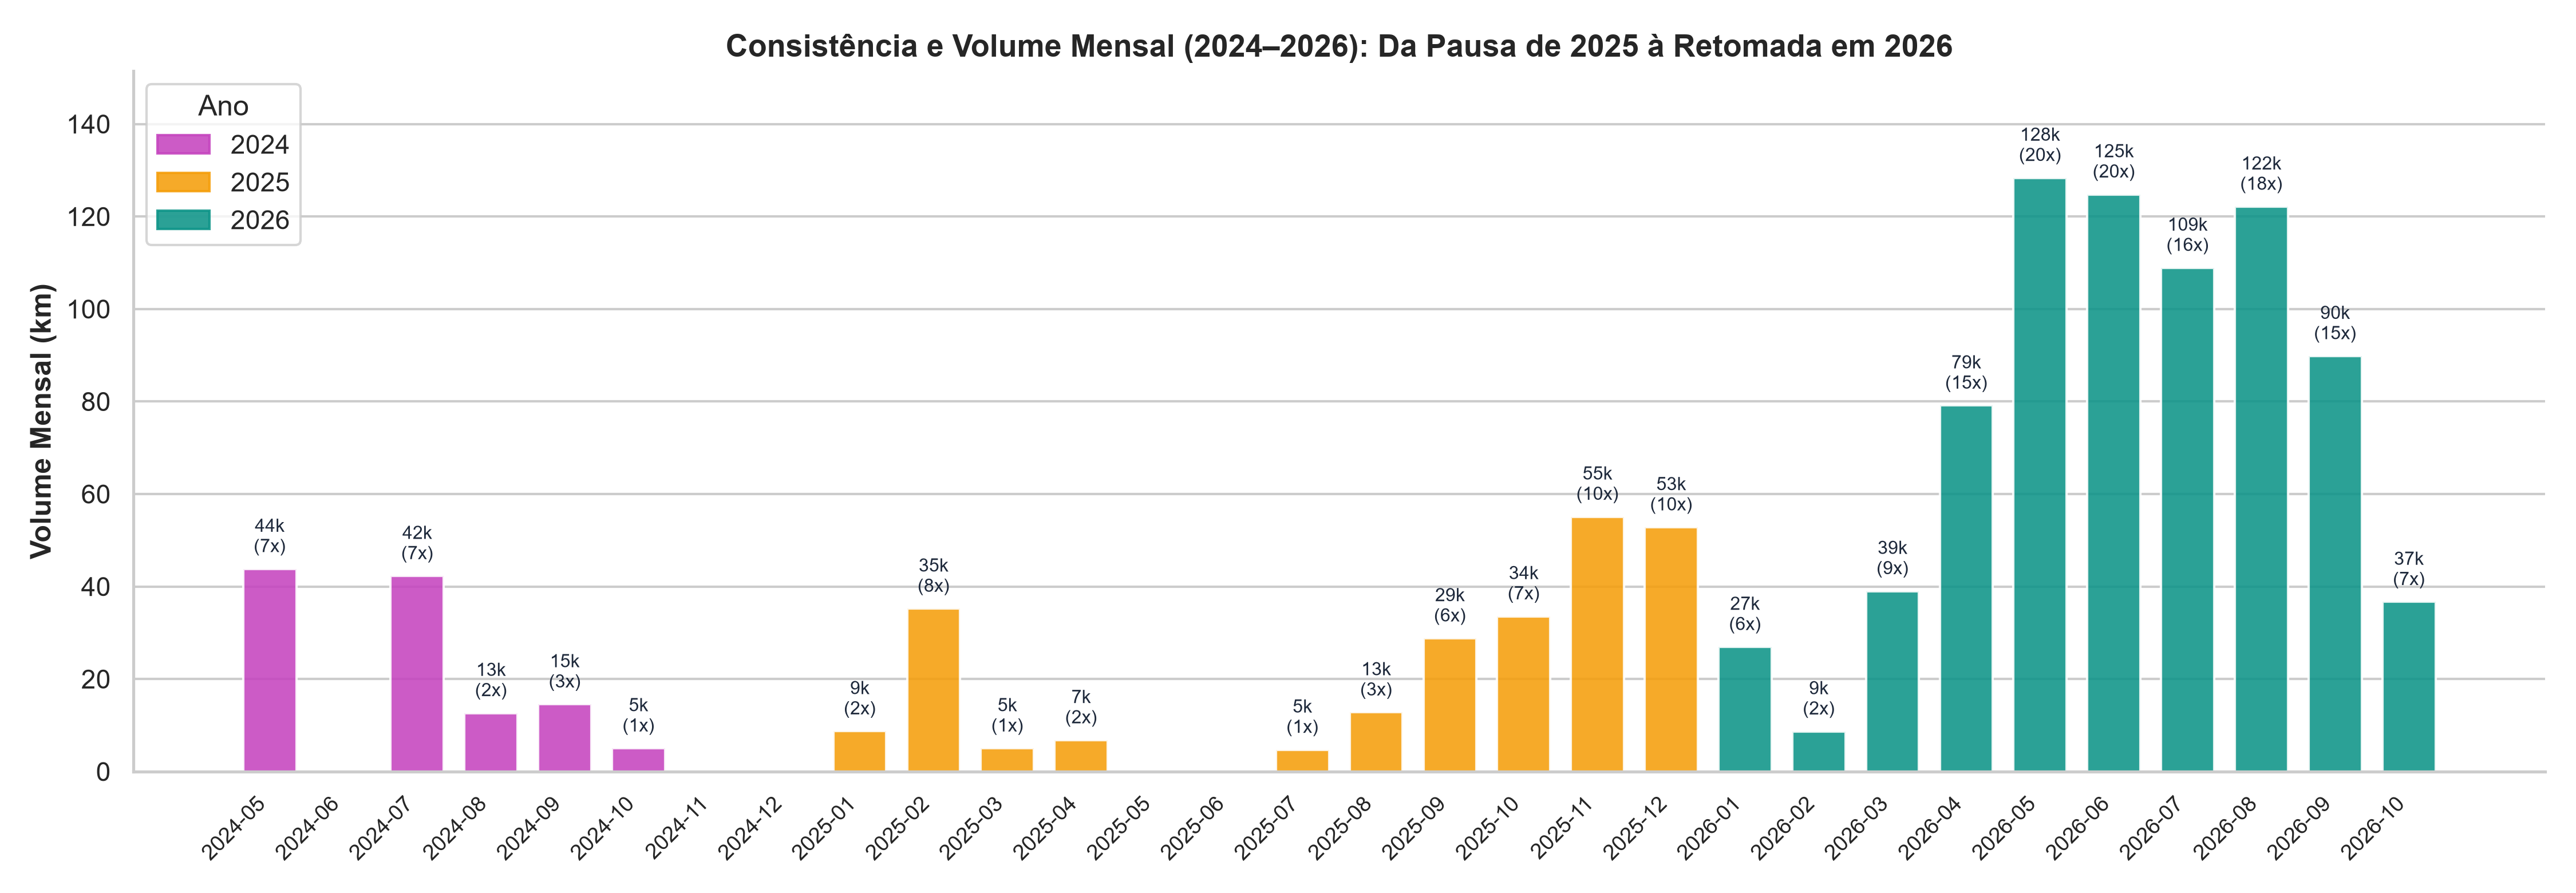 Consistência e Volume Mensal (2024–2026): Da Pausa de 2025 à Retomada em 2026
Ano
2024
2025
2026
Volume Mensal (km)
140
120
100
80
60
40
20
0
44k
(7x)
42k
(7x)
13k
(2x)
15k
(3x)
5k
(1x)
9k
(2x)
35k
(8x)
5k
(1x)
7k
(2x)
5k
(1x)
13k
(3x)
29k
(6x)
34k
(7x)
55k
(10x)
53k
(10x)
27k
(6x)
9k
(2x)
39k
(9x)
79k
(15x)
128k
(20x)
125k
(20x)
109k
(16x)
122k
(18x)
90k
(15x)
37k
(7x)
2024-05
2024-06
2024-07
2024-08
2024-09
2024-10
2024-11
2024-12
2025-01
2025-02
2025-03
2025-04
2025-05
2025-06
2025-07
2025-08
2025-09
2025-10
2025-11
2025-12
2026-01
2026-02
2026-03
2026-04
2026-05
2026-06
2026-07
2026-08
2026-09
2026-10